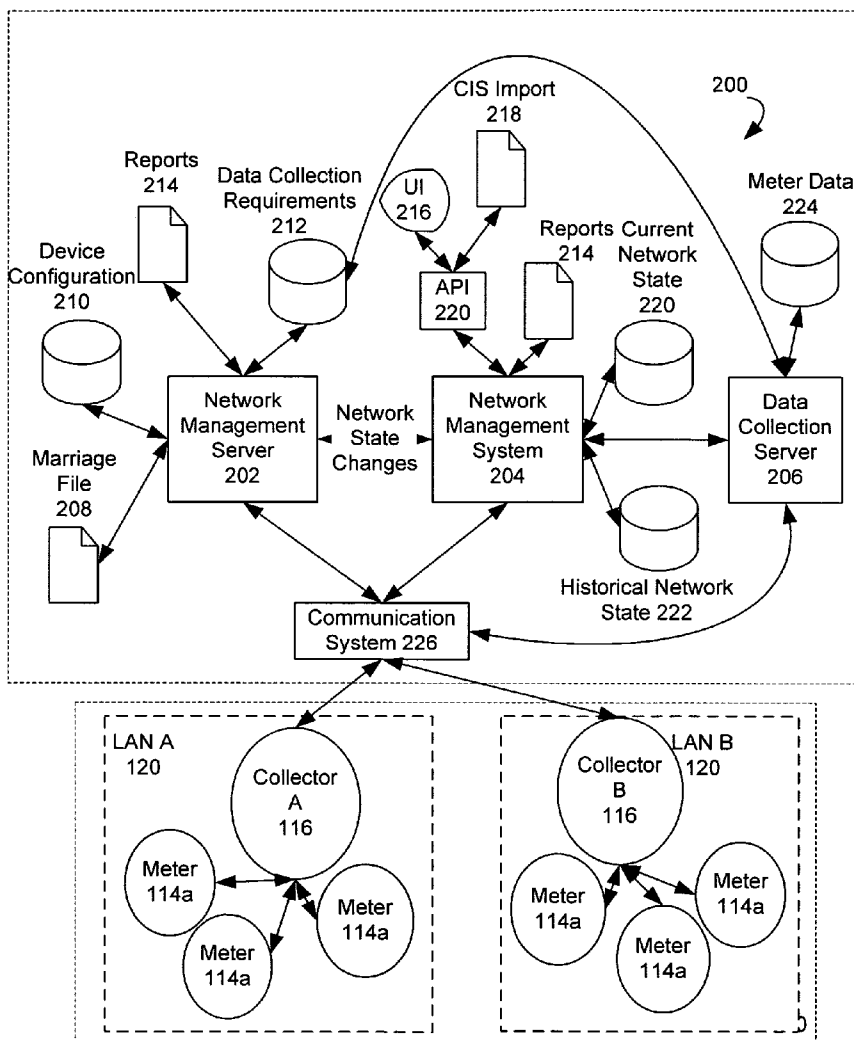 200
CIS Import
218
Reports
214
Data Collection
Requirements
212
UI
216
Meter Data
224
Device
Configuration
210
API
220
Reports
214
Current
Network
State
220
Network
Management
Server
202
Network
State
Changes
Network
Management
System
204
Data
Collection
Server
206
Marriage
File
208
Historical Network
State 222
Communication
System 226
LAN A
120
Collector
A
116
Meter
114a
Meter
114a
Meter
114a
LAN B
120
Collector
B
116
Meter
114a
Meter
114a
Meter
114a